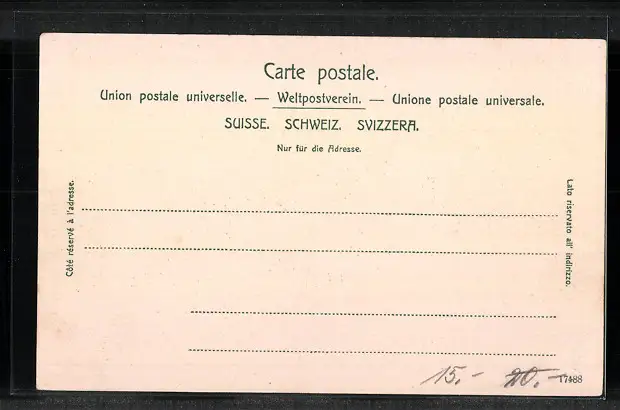 Carte postale.
Union postale universelle. — Weltpostverein. — Unione postale universale.
SUISSE. SCHWEIZ. SVIZZERA.
Nur für die Adresse.
Côté réservé à l'adresse.
Lato riservato all' indirizzo.
15.- 20.- 17488